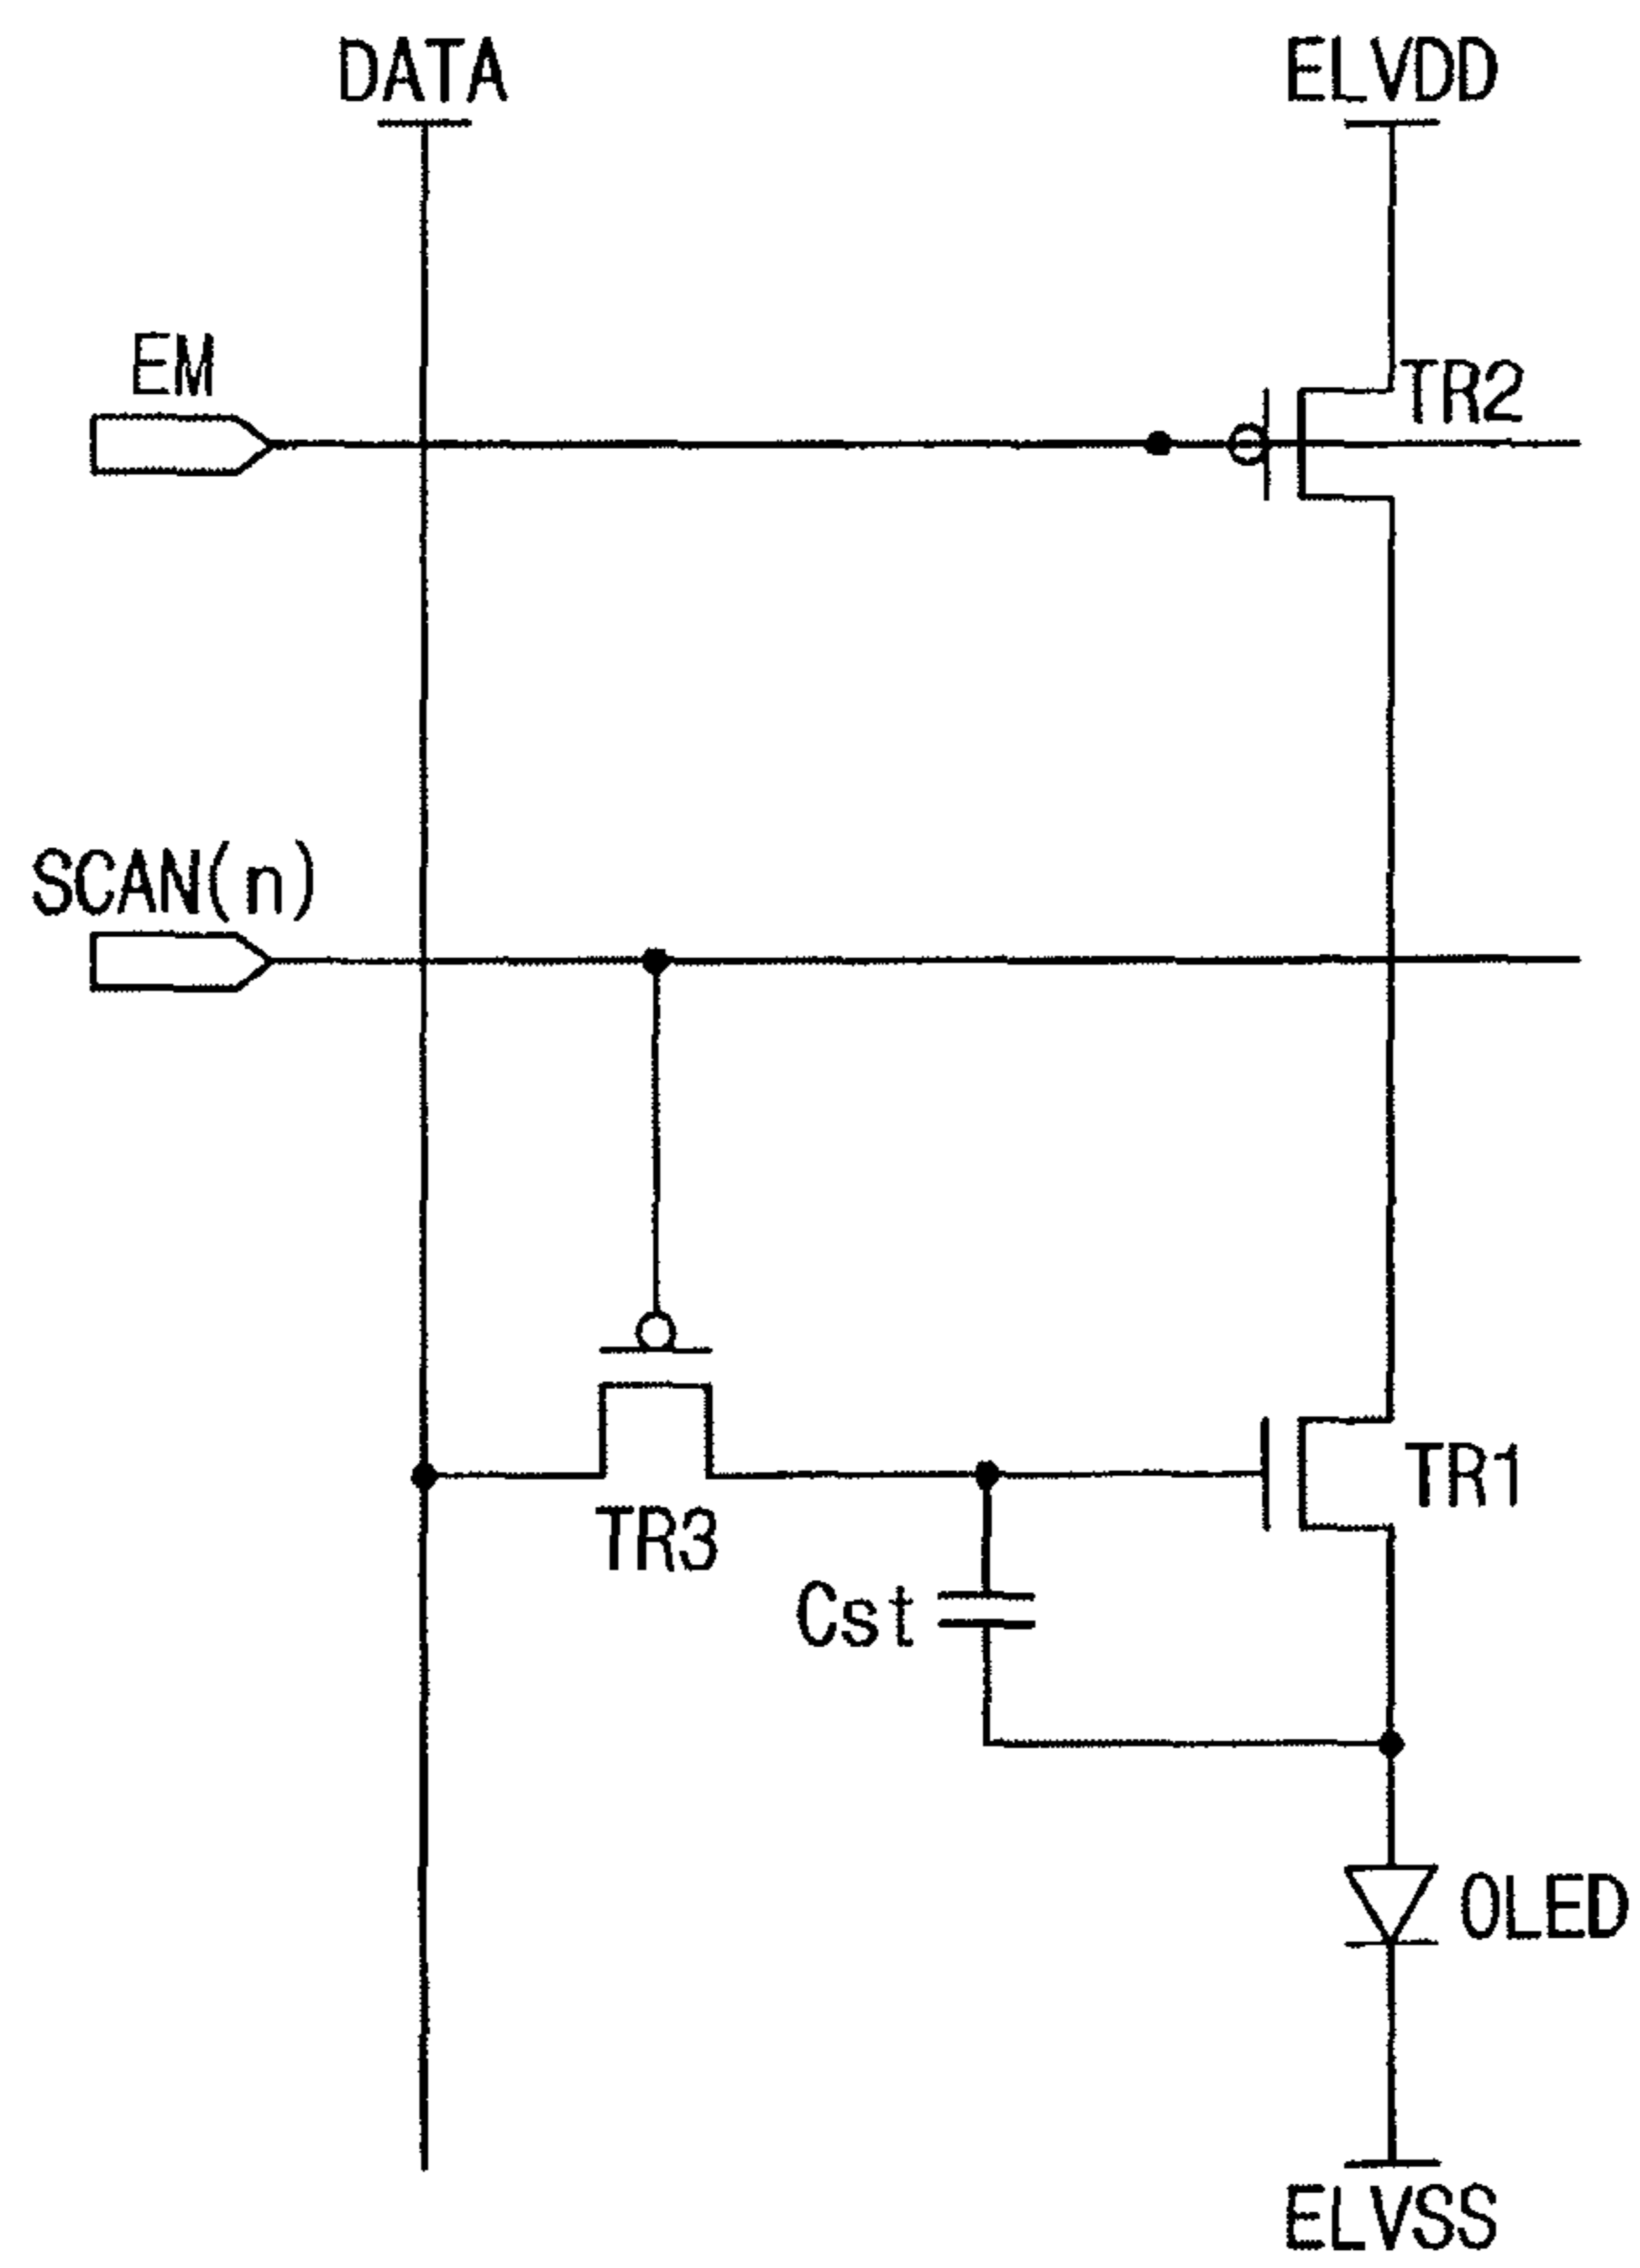 DATA
ELVDD
EM
TR2
SCAN(n)
TR1
TR3
Cst
OLED
ELVSS